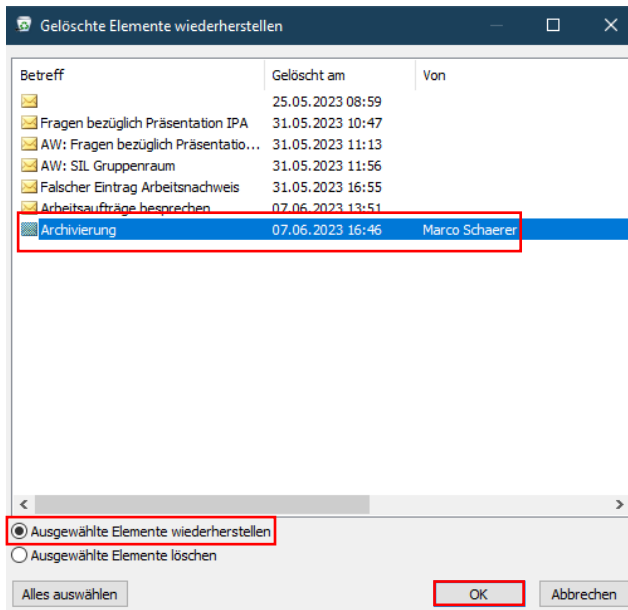 Gelöschte Elemente wiederherstellen
Betreff Gelöscht am Von
25.05.2023 08:59
Fragen bezüglich Präsentation IPA 31.05.2023 10:47
AW: Fragen bezüglich Präsentatio... 31.05.2023 11:13
AW: SIL Gruppenraum 31.05.2023 11:56
Falscher Eintrag Arbeitsnachweis 31.05.2023 16:55
Arbeitsaufträge besprechen 07.06.2023 13:51
Archivierung 07.06.2023 16:46 Marco Schaerer
Ausgewählte Elemente wiederherstellen
Ausgewählte Elemente löschen
Alles auswählen OK Abbrechen